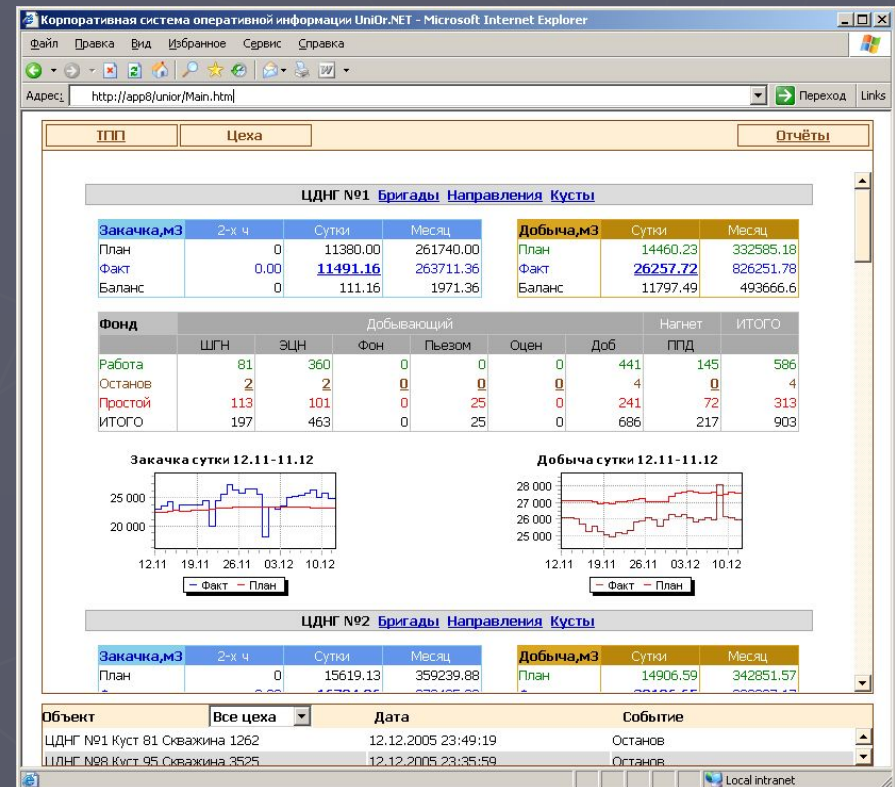 Корпоративная система оперативной информации UniOr.NET - Microsoft Internet Explorer
Файл Правка Вид Избранное Сервис Справка
Адрес: http://app8/unior/Main.htm Переход Links
ТПП Цеха Отчёты
ЦДНГ №1 Бригады Направления Кусты
Закачка,м3 2-х ч Сутки Месяц Добыча,м3 Сутки Месяц
План 0 11380.00 261740.00 План 14460.23 332585.18
Факт 0.00 11491.16 263711.36 Факт 26257.72 826251.78
Баланс 0 111.16 1971.36 Баланс 11797.49 493666.6
Фонд Добывающий Нагнет ИТОГО
ШГН ЭЦН Фон Пьезом Оцен Доб ППД
Работа 81 360 0 0 0 441 145 586
Останов 2 2 0 0 0 4 0 4
Простой 113 101 0 25 0 241 72 313
ИТОГО 197 463 0 25 0 686 217 903
Закачка сутки 12.11-11.12 Добыча сутки 12.11-11.12
28 000
25 000 27 000
20 000 26 000
25 000
12.11 19.11 26.11 03.12 10.12 12.11 19.11 26.11 03.12 10.12
Факт План Факт План
ЦДНГ №2 Бригады Направления Кусты
Закачка,м3 2-х ч Сутки Месяц Добыча,м3 Сутки Месяц
План 0 15619.13 359239.88 План 14906.59 342851.57
Объект Все цеха Дата Событие
ЦДНГ №1 Куст 81 Скважина 1262 12.12.2005 23:49:19 Останов
ЦДНГ №8 Куст 95 Скважина 3525 12.12.2005 23:35:59 Останов
Local intranet